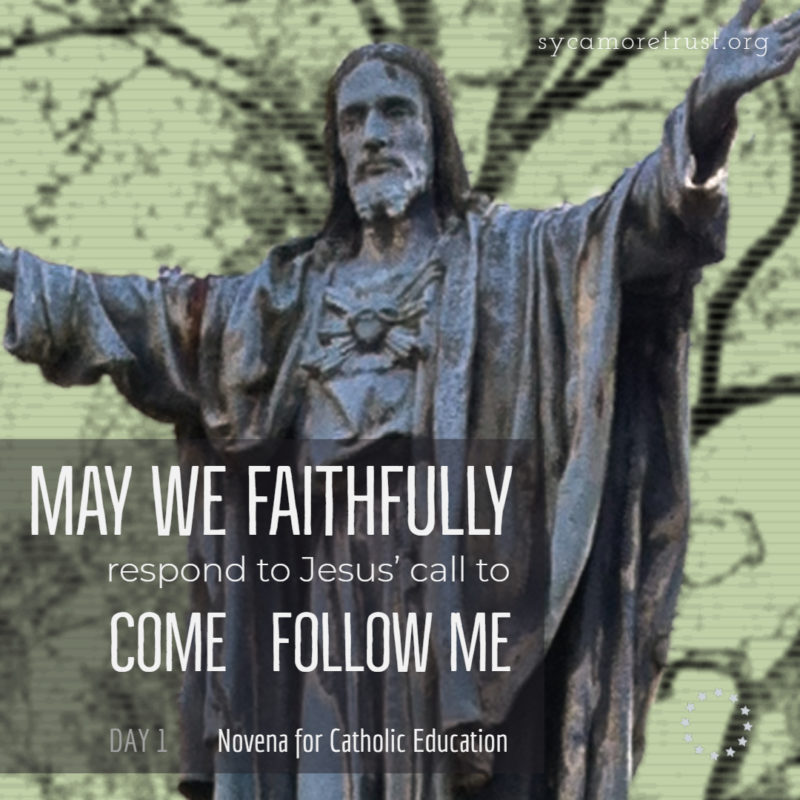 sycamoretrust.org
MAY WE FAITHFULLY
respond to Jesus’ call to
COME FOLLOW ME
DAY 1 Novena for Catholic Education